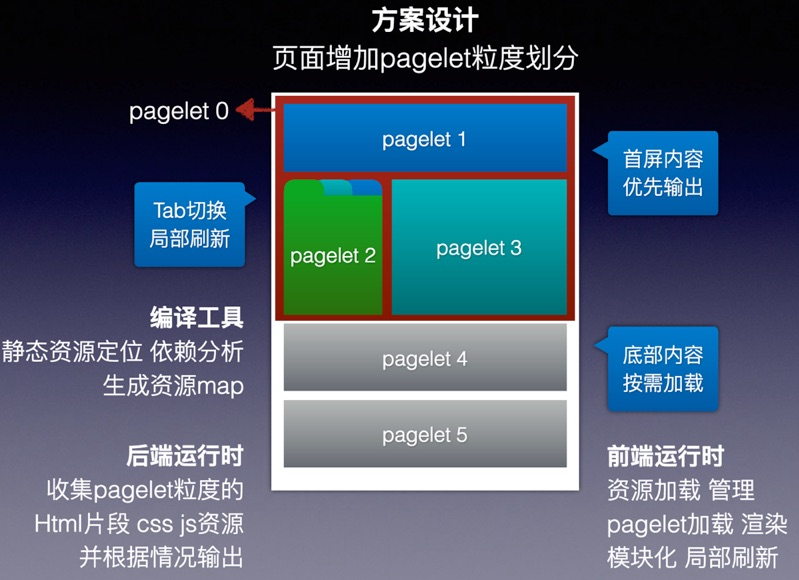 方案设计
页面增加pagelet粒度划分
pagelet 0
pagelet 1
首屏内容
优先输出
Tab切换
局部刷新
pagelet 2
pagelet 3
编译工具
静态资源定位 依赖分析
生成资源map
pagelet 4
底部内容
按需加载
pagelet 5
后端运行时
收集pagelet粒度的
Html片段 css js资源
并根据情况输出
前端运行时
资源加载 管理
pagelet加载 渲染
模块化 局部刷新